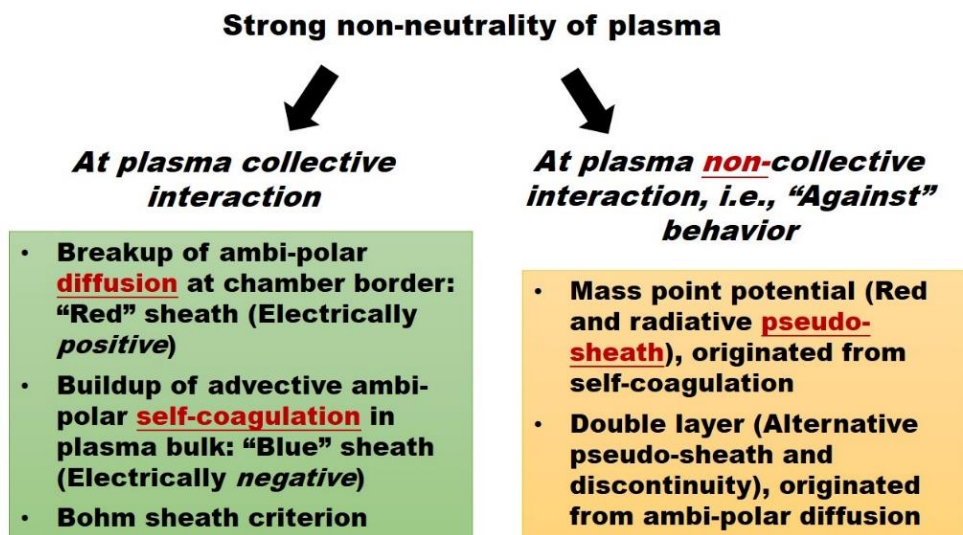 Strong non-neutrality of plasma
At plasma collective
interaction
• Breakup of ambi-polar
diffusion at chamber border:
“Red” sheath (Electrically
positive)
• Buildup of advective ambi-
polar self-coagulation in
plasma bulk: “Blue” sheath
(Electrically negative)
• Bohm sheath criterion
At plasma non-collective
interaction, i.e., “Against”
behavior
• Mass point potential (Red
and radiative pseudo-
sheath), originated from
self-coagulation
• Double layer (Alternative
pseudo-sheath and
discontinuity), originated
from ambi-polar diffusion